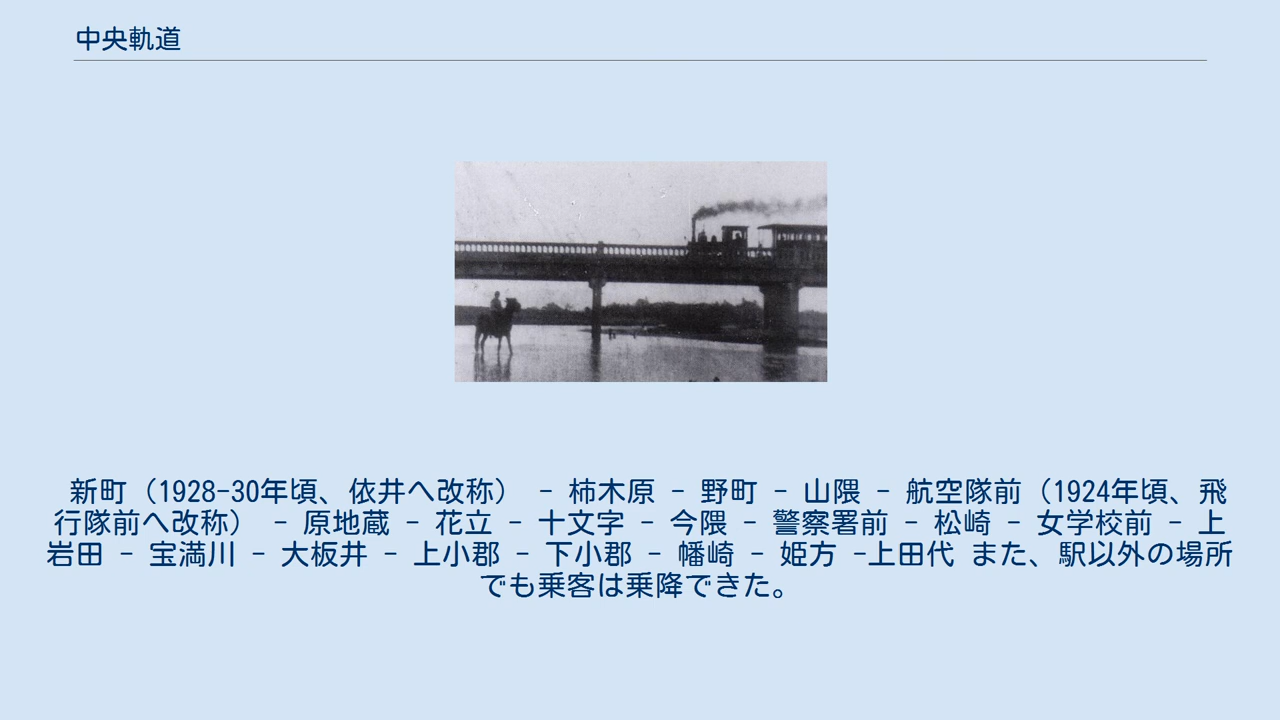 中央軌道
新町（1928-30年頃、依井へ改称） - 柿木原 - 野町 - 山隈 - 航空隊前（1924年頃、飛
行隊前へ改称） - 原地蔵 - 花立 - 十文字 - 今隈 - 警察署前 - 松崎 - 女学校前 - 上
岩田 - 宝満川 - 大板井 - 上小郡 - 下小郡 - 幡崎 - 姫方 -上田代 また、駅以外の場所
でも乗客は乗降できた。